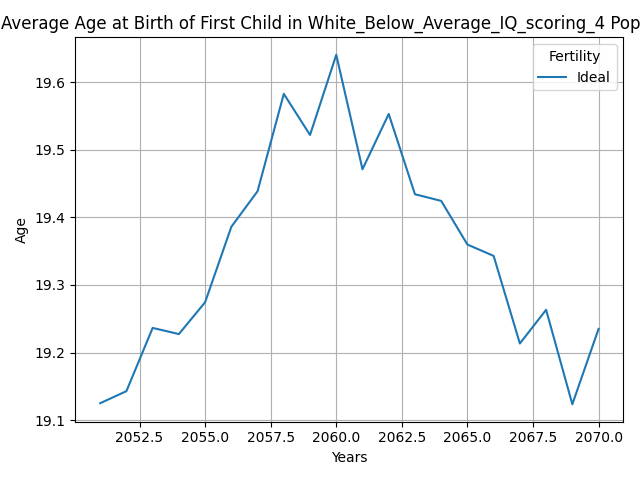 Average Age at Birth of First Child in White_Below_Average_IQ_scoring_4 Pop
Fertility
Ideal
19.6
19.5
19.4
19.3
19.2
19.1
Age
2052.5 2055.0 2057.5 2060.0 2062.5 2065.0 2067.5 2070.0
Years